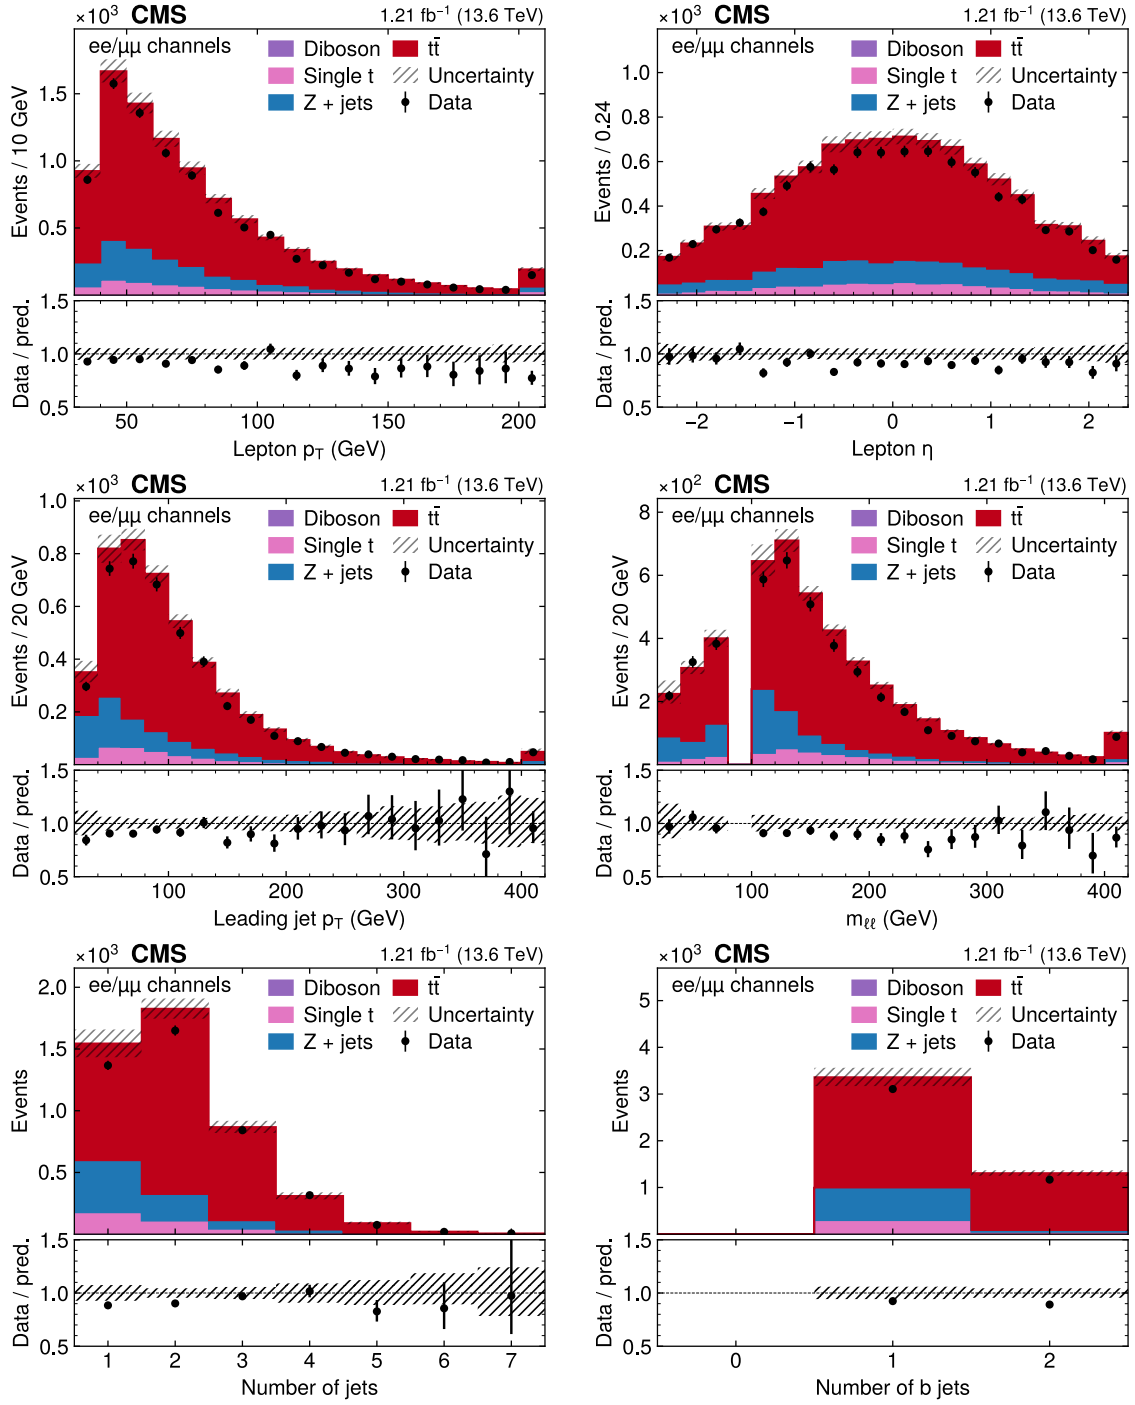 ×10³ CMS 1.21 fb⁻¹ (13.6 TeV)
ee/μμ channels
Diboson
tt̄
Single t
Uncertainty
Z + jets
Data
Events / 10 GeV
1.5
1.0
0.5
Data / pred.
1.5
1.0
0.5
50 100 150 200
Lepton p_T (GeV)
×10³ CMS 1.21 fb⁻¹ (13.6 TeV)
ee/μμ channels
Diboson
tt̄
Single t
Uncertainty
Z + jets
Data
Events / 0.24
1.0
0.8
0.6
0.4
0.2
Data / pred.
1.5
1.0
0.5
−2 −1 0 1 2
Lepton η
×10³ CMS 1.21 fb⁻¹ (13.6 TeV)
ee/μμ channels
Diboson
tt̄
Single t
Uncertainty
Z + jets
Data
Events / 20 GeV
1.0
0.8
0.6
0.4
0.2
Data / pred.
1.5
1.0
0.5
100 200 300 400
Leading jet p_T (GeV)
×10² CMS 1.21 fb⁻¹ (13.6 TeV)
ee/μμ channels
Diboson
tt̄
Single t
Uncertainty
Z + jets
Data
Events / 20 GeV
8
6
4
2
Data / pred.
1.5
1.0
0.5
100 200 300 400
m_ℓℓ (GeV)
×10³ CMS 1.21 fb⁻¹ (13.6 TeV)
ee/μμ channels
Diboson
tt̄
Single t
Uncertainty
Z + jets
Data
Events
2.0
1.5
1.0
0.5
Data / pred.
1.5
1.0
0.5
1 2 3 4 5 6 7
Number of jets
×10³ CMS 1.21 fb⁻¹ (13.6 TeV)
ee/μμ channels
Diboson
tt̄
Single t
Uncertainty
Z + jets
Data
Events
5
4
3
2
1
Data / pred.
1.5
1.0
0.5
0 1 2
Number of b jets